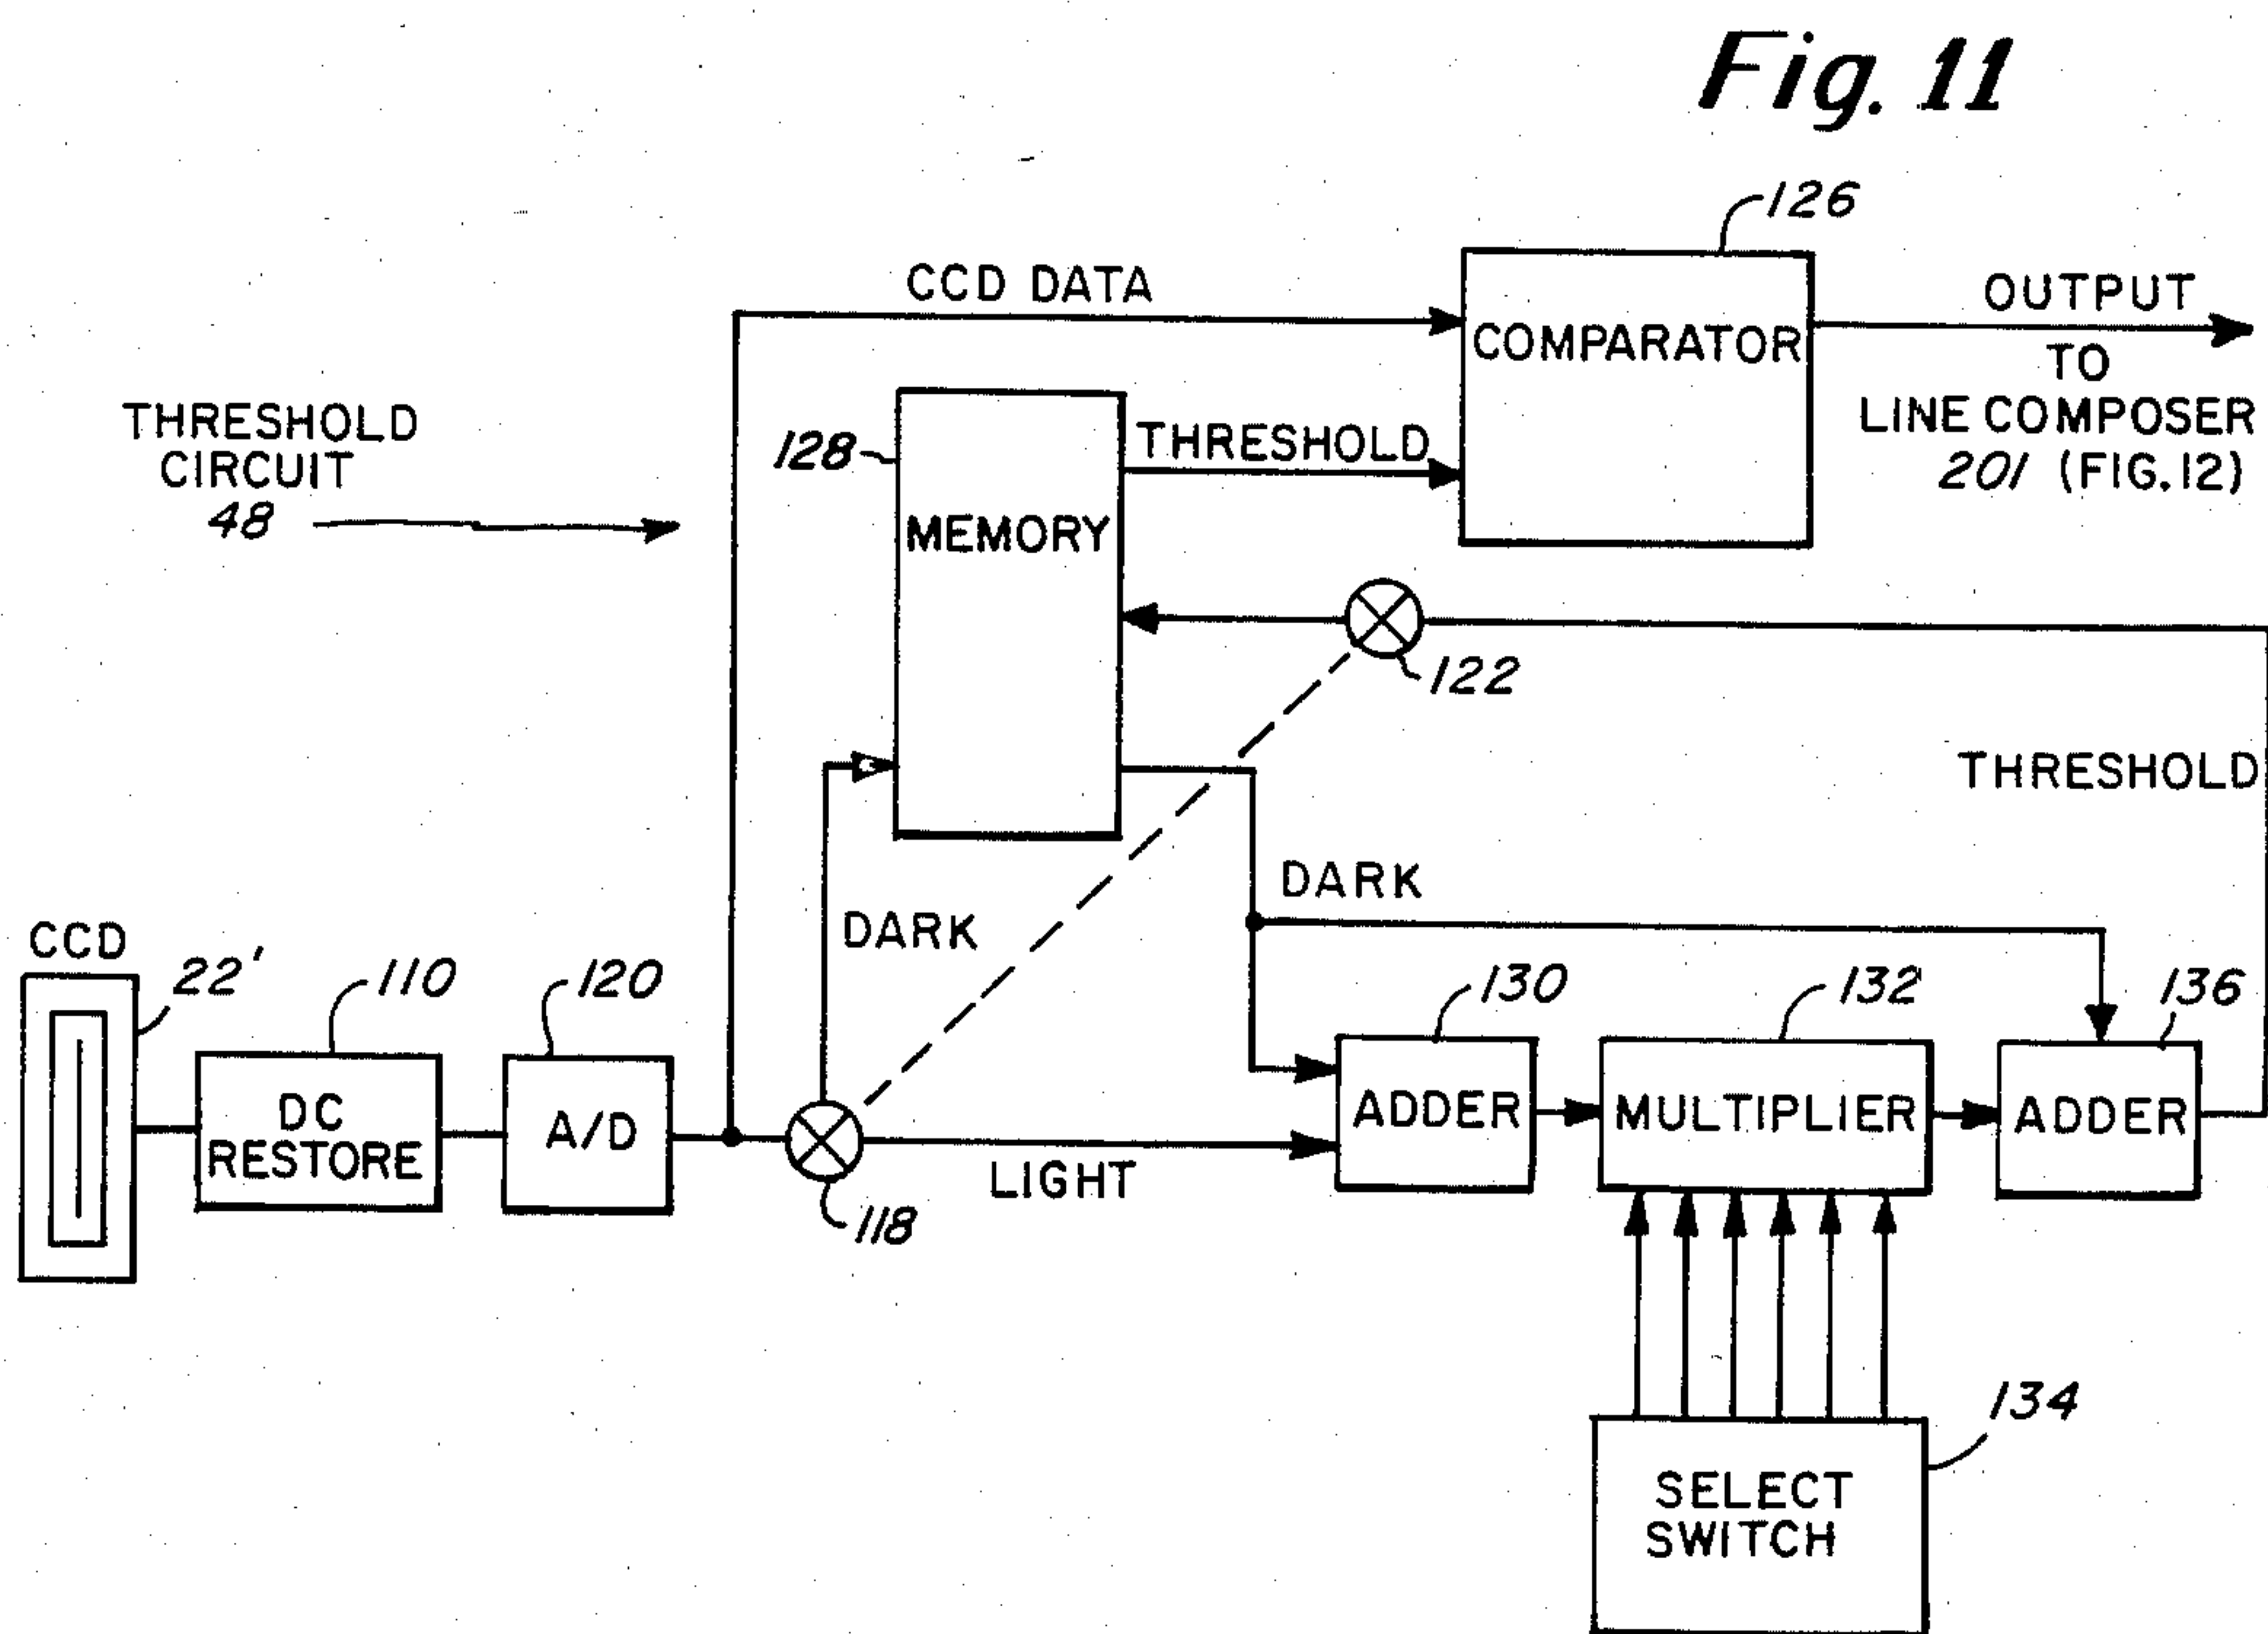 Fig. 11
126
CCD DATA
OUTPUT
COMPARATOR
TO
THRESHOLD
CIRCUIT
48
128
THRESHOLD
LINE COMPOSER
201 (FIG. 12)
MEMORY
122
THRESHOLD
DARK
DARK
CCD
22'
110
120
130
132
136
DC
RESTORE
A/D
ADDER
MULTIPLIER
ADDER
LIGHT
118
134
SELECT
SWITCH